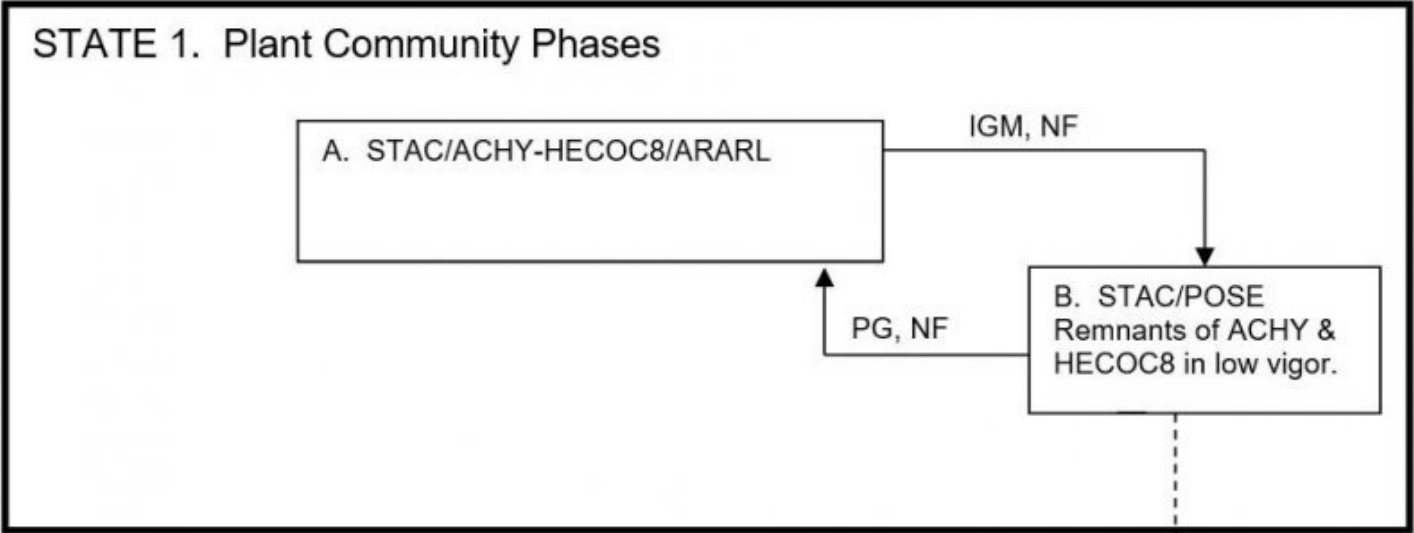 STATE 1. Plant Community Phases
IGM, NF
A. STAC/ACHY-HECOC8/ARARL
B. STAC/POSE
Remnants of ACHY &
HECOC8 in low vigor.
PG, NF